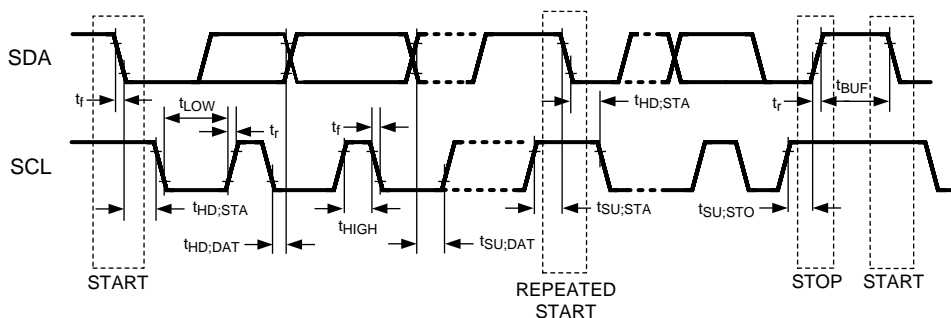 SDA
t_f
t_LOW
t_r
t_f
t_HD;STA
t_r
t_BUF
SCL
t_HD;STA
t_HD;DAT
t_HIGH
t_SU;DAT
t_SU;STA
t_SU;STO
START
REPEATED
START
STOP
START